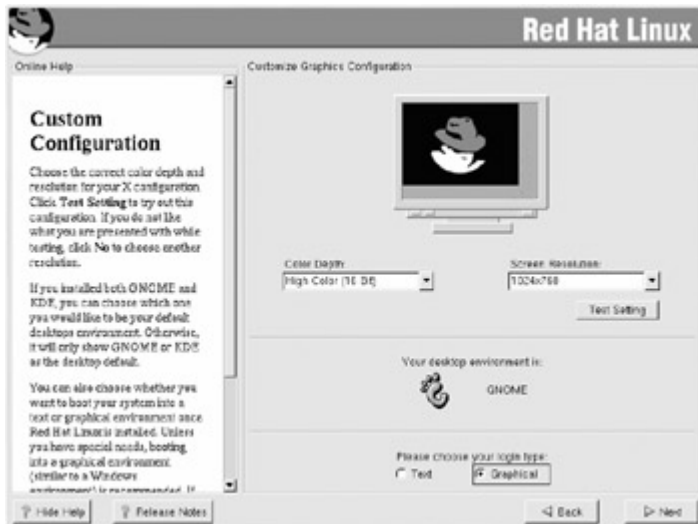 Red Hat Linux
Online Help
Custom
Configuration
Choose the correct color depth and
resolution for your X configuration.
Click Test Setting to try out this
configuration. If you do not like
what you are presented with while
testing, click No to choose another
resolution.
If you installed both GNOME and
KDE, you can choose which one
you would like to be your default
desktop environment. Otherwise,
it will only show GNOME or KDE
as the desktop default.
You can also choose whether you
want to boot your system into a
text or graphical environment once
Red Hat Linux is installed. Unless
you have special needs, booting
into a graphical environment
(similar to a Windows
environment) is recommended. If
Customize Graphics Configuration
Color Depth:
High Color (16 Bit)
Screen Resolution:
1024x768
Test Setting
Your desktop environment is:
GNOME
Please choose your login type:
Text
Graphical
Hide Help
Release Notes
Back
Next